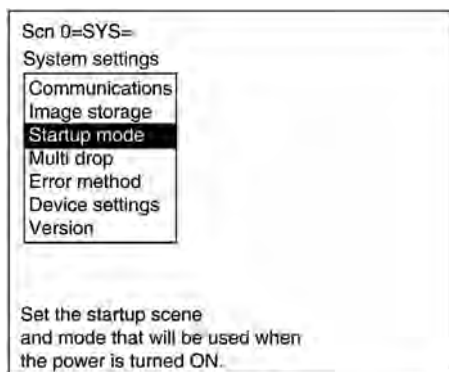 Scn 0=SYS=
System settings
Communications
Image storage
Startup mode
Multi drop
Error method
Device settings
Version
Set the startup scene
and mode that will be used when
the power is turned ON.